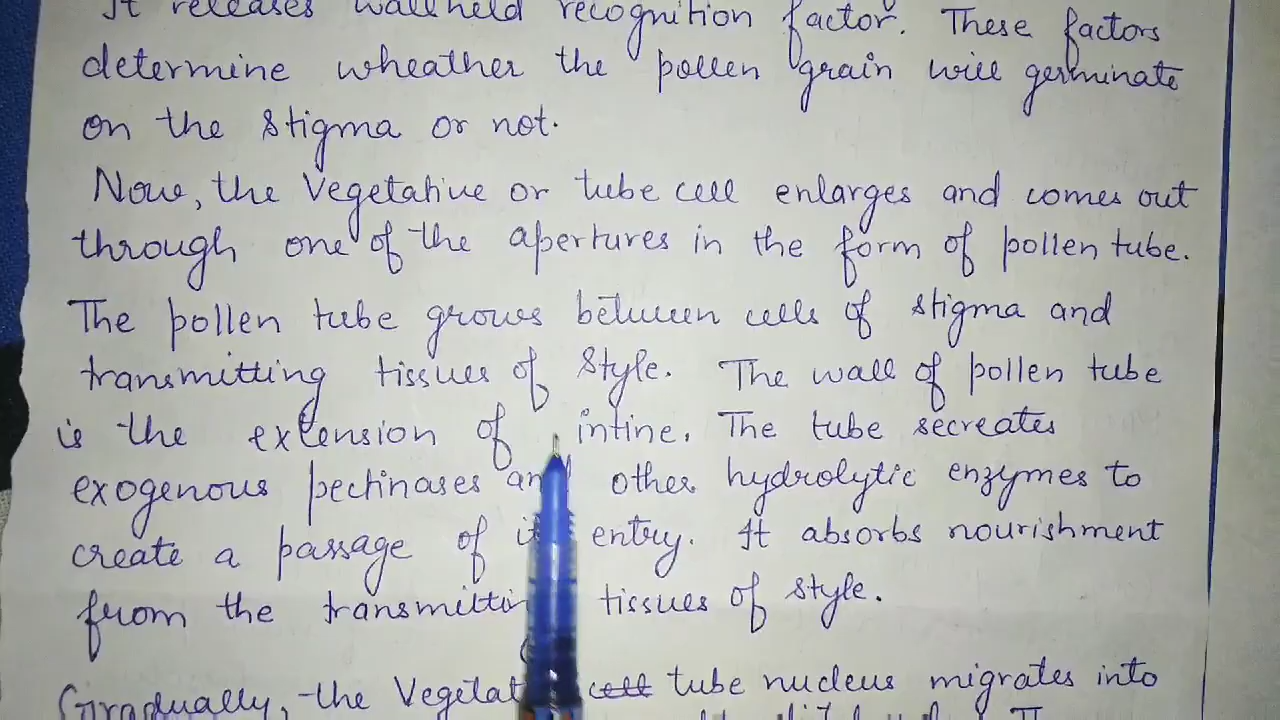 It releases wall held recognition factor. These factors
determine wheather the pollen grain will germinate
on the stigma or not.
Now, the Vegetative or tube cell enlarges and comes out
through one of the apertures in the form of pollen tube.
The pollen tube grows between cells of stigma and
transmitting tissues of style. The wall of pollen tube
is the extension of intine. The tube secreates
exogenous pectinases and other hydrolytic enzymes to
create a passage of entry. It absorbs nourishment
from the transmitting tissues of style.
Gradually, the tube nucleus migrates into